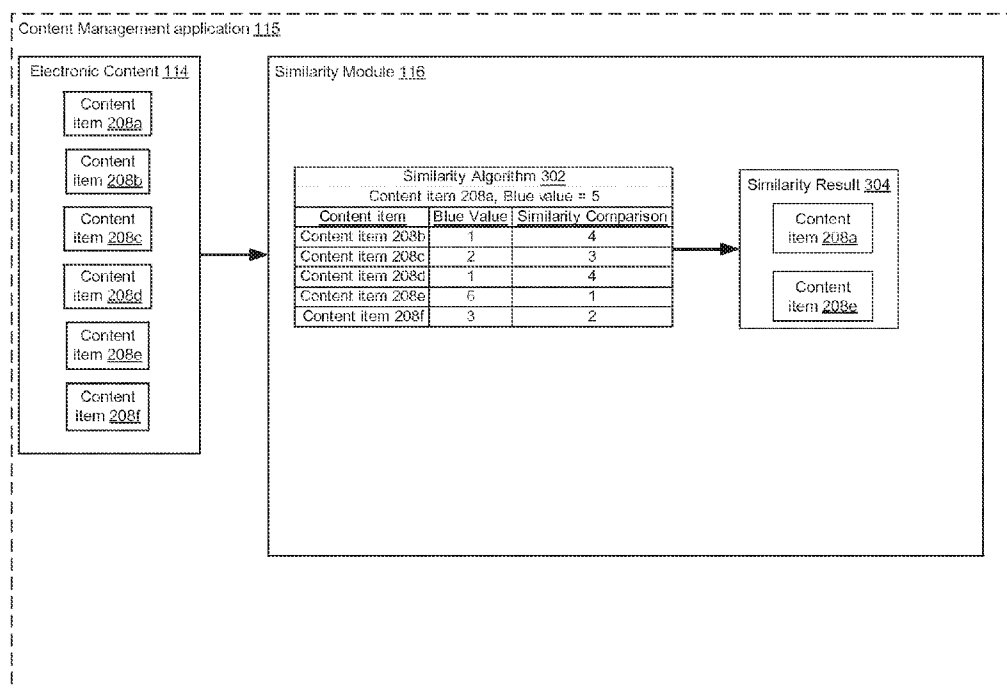 Content Management application 115
Electronic Content 114
Content
item 208a
Content
item 208b
Content
item 208c
Content
item 208d
Content
item 208e
Content
item 208f
Similarity Module 116
Similarity Algorithm 302
Content item 208a, Blue value = 5
Content item Blue Value Similarity Comparison
Content item 208b 1 4
Content item 208c 2 3
Content item 208d 1 4
Content item 208e 6 1
Content item 208f 3 2
Similarity Result 304
Content
item 208a
Content
item 208e